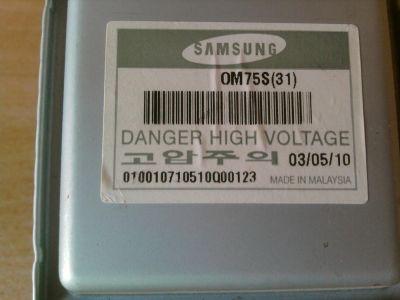 SAMSUNG
OM75S(31)
DANGER HIGH VOLTAGE
고압주의 03/05/10
010010710510Q00123 MADE IN MALAYSIA